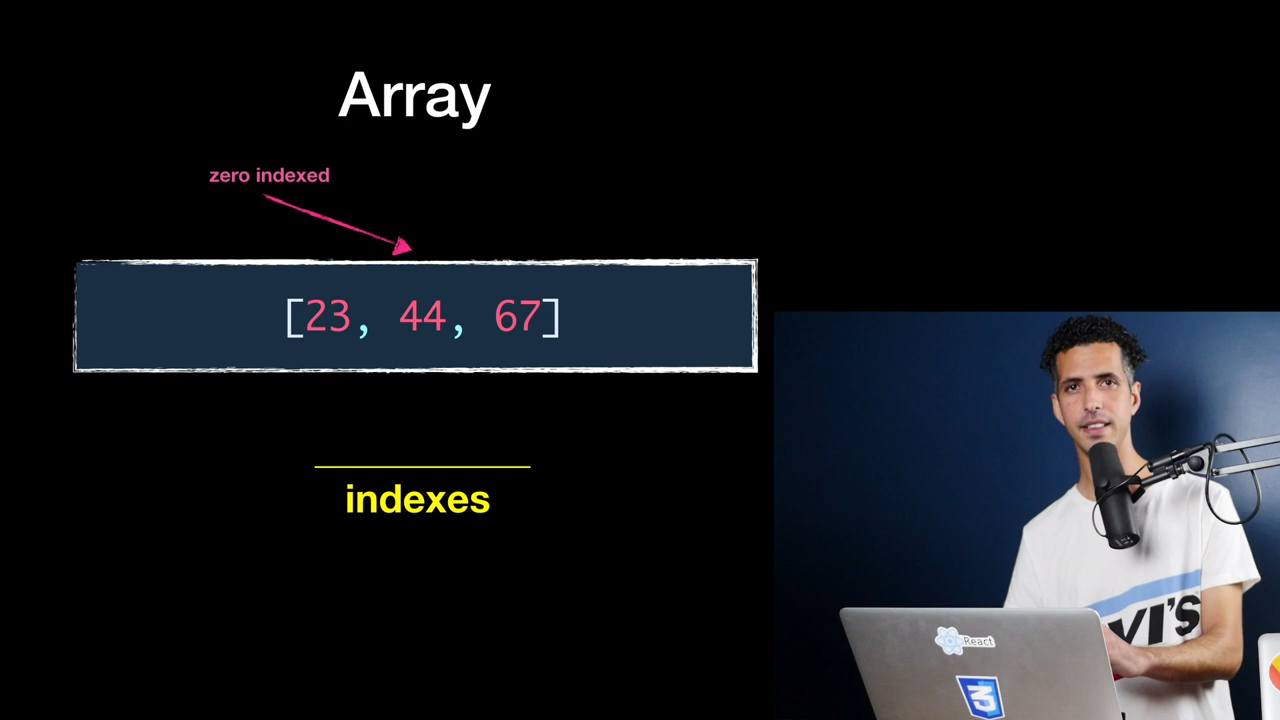 Array
zero indexed
[23, 44, 67]
indexes
VI'S
React
3